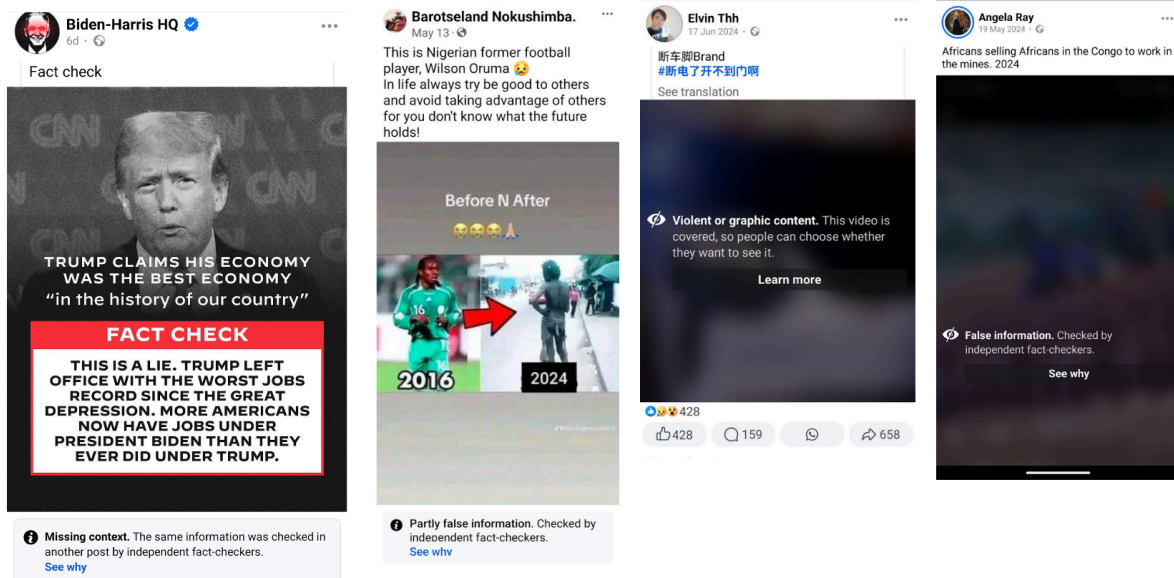 Biden-Harris HQ
6d
Fact check
CNN
CNN
TRUMP CLAIMS HIS ECONOMY
WAS THE BEST ECONOMY
“in the history of our country”
FACT CHECK
THIS IS A LIE. TRUMP LEFT
OFFICE WITH THE WORST JOBS
RECORD SINCE THE GREAT
DEPRESSION. MORE AMERICANS
NOW HAVE JOBS UNDER
PRESIDENT BIDEN THAN THEY
EVER DID UNDER TRUMP.
Missing context. The same information was checked in
another post by independent fact-checkers.
See why
Barotseland Nokushimba.
May 13
This is Nigerian former football
player, Wilson Oruma 😥
In life always try be good to others
and avoid taking advantage of others
for you don't know what the future
holds!
Before N After
😭😭😭🙏🏼
16
2016
2024
Partly false information. Checked by
independent fact-checkers.
See why
Elvin Thh
17 Jun 2024
断车脚Brand
#断电了开不到门啊
See translation
Violent or graphic content. This video is
covered, so people can choose whether
they want to see it.
Learn more
428
428
159
658
Angela Ray
19 May 2024
Africans selling Africans in the Congo to work in
the mines. 2024
False information. Checked by
independent fact-checkers.
See why